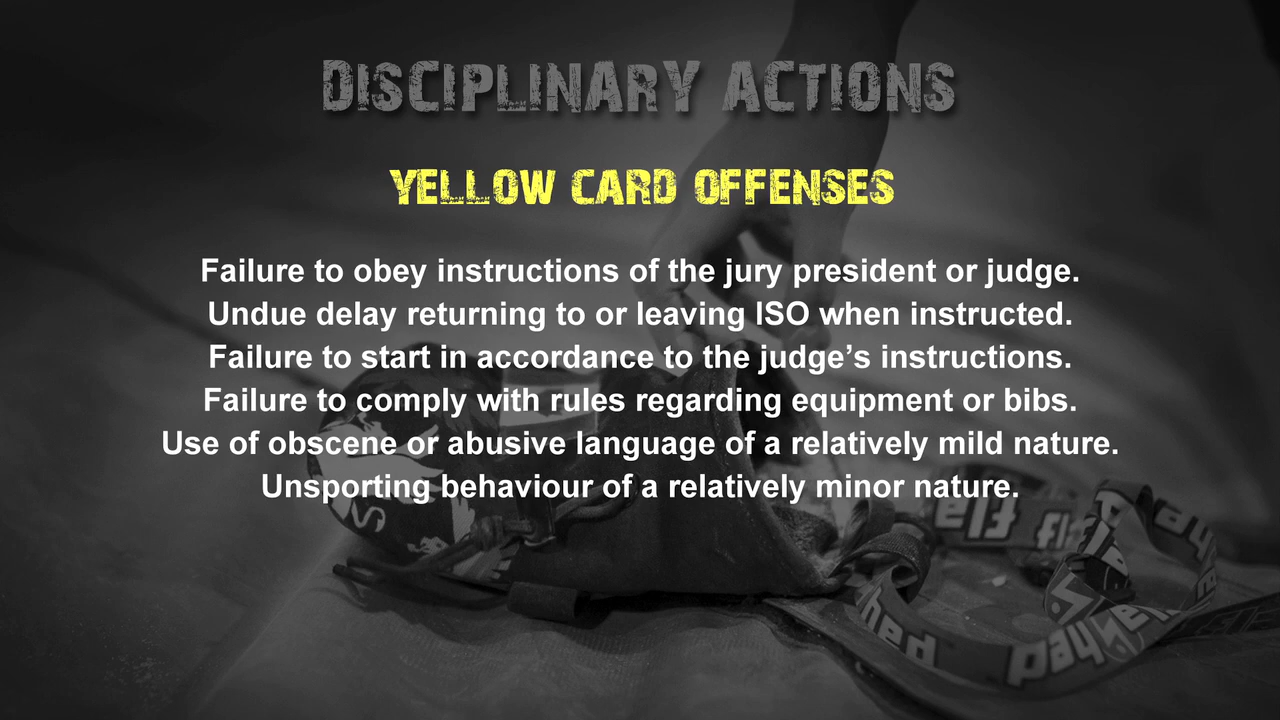 DISCIPLINARY ACTIONS
YELLOW CARD OFFENSES
Failure to obey instructions of the jury president or judge.
Undue delay returning to or leaving ISO when instructed.
Failure to start in accordance to the judge’s instructions.
Failure to comply with rules regarding equipment or bibs.
Use of obscene or abusive language of a relatively mild nature.
Unsporting behaviour of a relatively minor nature.